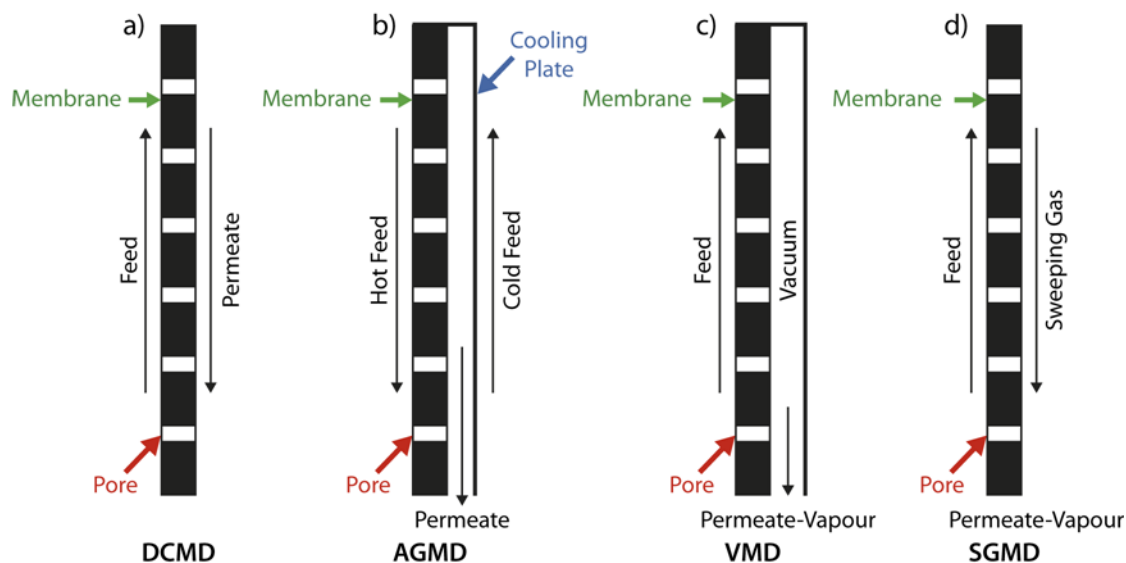 a)
Membrane
Feed
Permeate
Pore
DCMD
b)
Cooling
Plate
Membrane
Hot Feed
Cold Feed
Pore
Permeate
AGMD
c)
Membrane
Feed
Vacuum
Pore
Permeate-Vapour
VMD
d)
Membrane
Feed
Sweeping Gas
Pore
Permeate-Vapour
SGMD